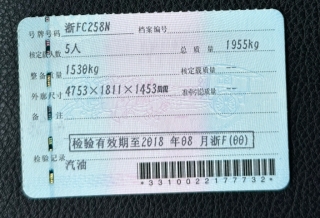 号牌号码 浙FC258N 档案编号
核定载人数 5人 总 质 量 1955kg
整备质量 1530kg 核定载质量 --
外廓尺寸 4753×1811×1453mm 准牵引总质量 --
备 注
检验有效期至2018 年08 月浙F(00)
检验记录
汽油
*3310022177732*